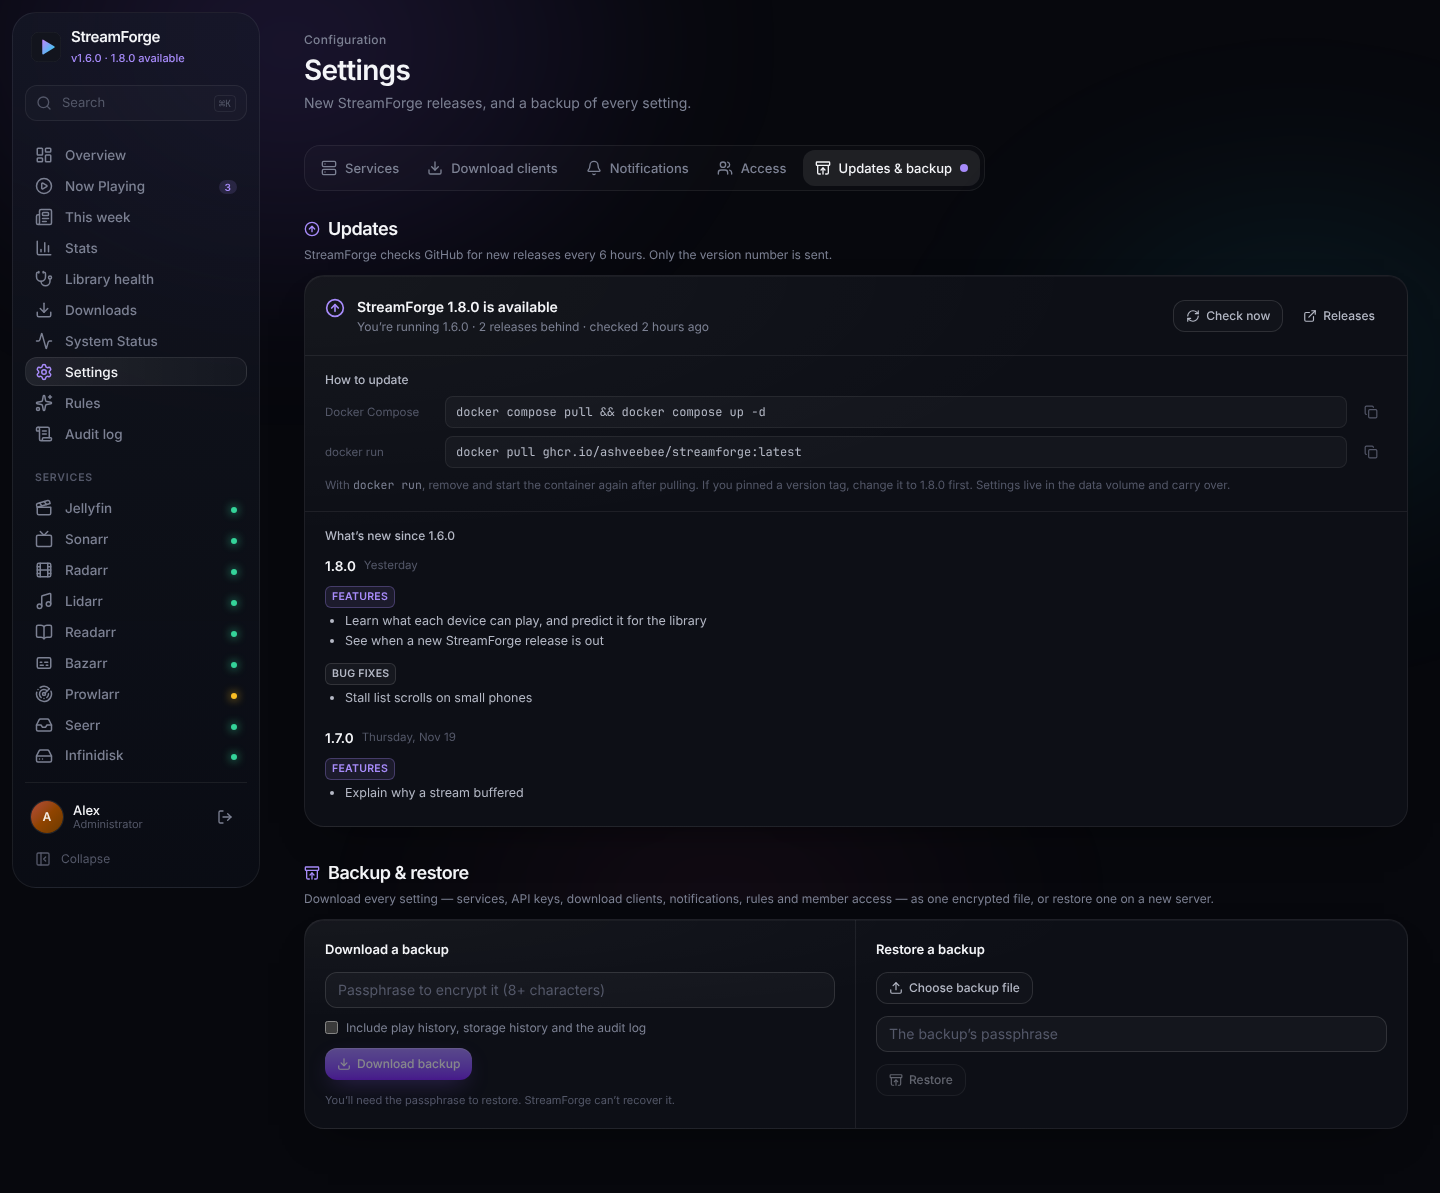 StreamForge
v1.6.0 · 1.8.0 available
Search ⌘K
Overview
Now Playing 3
This week
Stats
Library health
Downloads
System Status
Settings
Rules
Audit log
SERVICES
Jellyfin
Sonarr
Radarr
Lidarr
Readarr
Bazarr
Prowlarr
Seerr
Infinidisk
A
Alex
Administrator
Collapse
Configuration
Settings
New StreamForge releases, and a backup of every setting.
Services Download clients Notifications Access Updates & backup
Updates
StreamForge checks GitHub for new releases every 6 hours. Only the version number is sent.
StreamForge 1.8.0 is available
You’re running 1.6.0 · 2 releases behind · checked 2 hours ago
Check now Releases
How to update
Docker Compose docker compose pull && docker compose up -d
docker run docker pull ghcr.io/ashveebee/streamforge:latest
With docker run, remove and start the container again after pulling. If you pinned a version tag, change it to 1.8.0 first. Settings live in the data volume and carry over.
What’s new since 1.6.0
1.8.0 Yesterday
FEATURES
• Learn what each device can play, and predict it for the library
• See when a new StreamForge release is out
BUG FIXES
• Stall list scrolls on small phones
1.7.0 Thursday, Nov 19
FEATURES
• Explain why a stream buffered
Backup & restore
Download every setting — services, API keys, download clients, notifications, rules and member access — as one encrypted file, or restore one on a new server.
Download a backup
Passphrase to encrypt it (8+ characters)
Include play history, storage history and the audit log
Download backup
You’ll need the passphrase to restore. StreamForge can’t recover it.
Restore a backup
Choose backup file
The backup’s passphrase
Restore